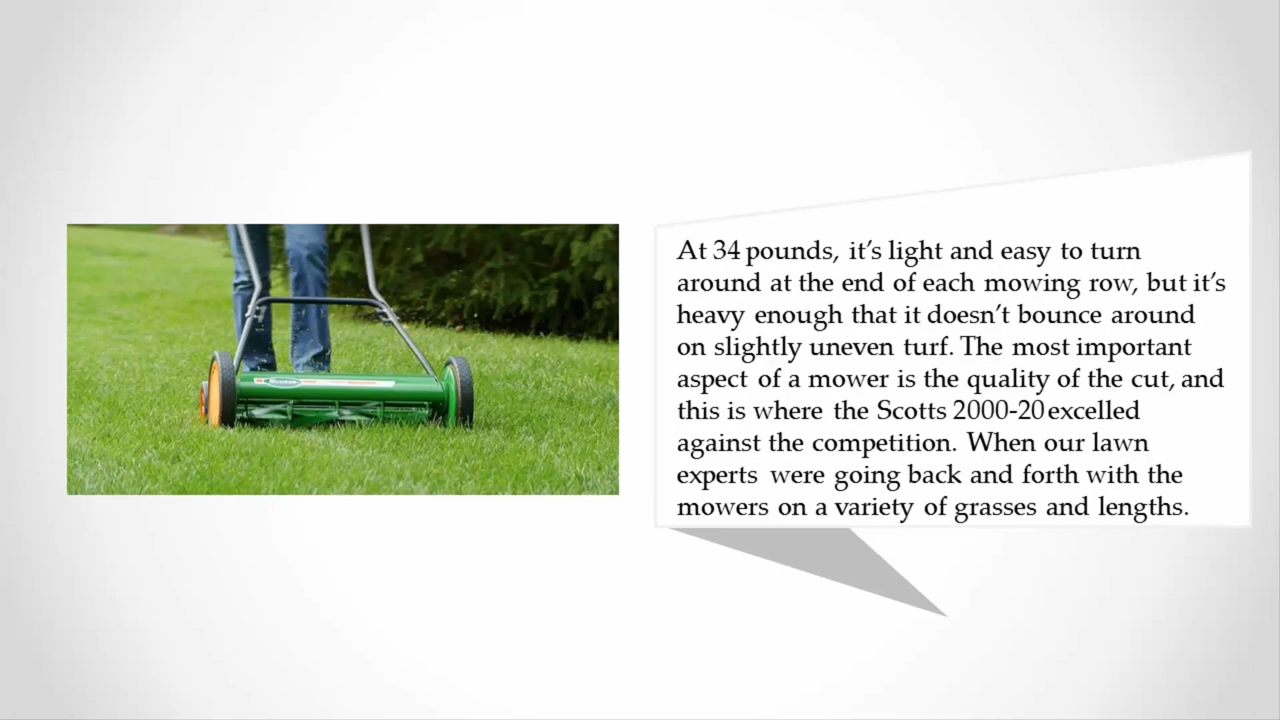 At 34 pounds, it's light and easy to turn
around at the end of each mowing row, but it's
heavy enough that it doesn't bounce around
on slightly uneven turf. The most important
aspect of a mower is the quality of the cut, and
this is where the Scotts 2000-20 excelled
against the competition. When our lawn
experts were going back and forth with the
mowers on a variety of grasses and lengths.